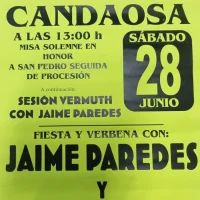 CANDAOSA
A LAS 13:00 h
MISA SOLEMNE EN
HONOR
A SAN PEDRO SEGUIDA
DE PROCESIÓN
SÁBADO
28
JUNIO
A continuación
SESIÓN VERMUTH
CON JAIME PAREDES
FIESTA Y VERBENA CON:
JAIME PAREDES
Y